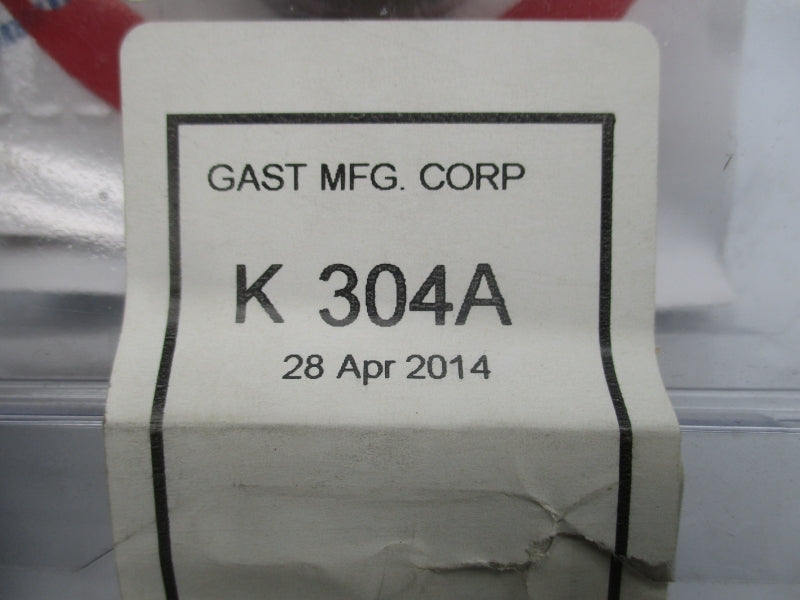 GAST MFG. CORP
K 304A
28 Apr 2014